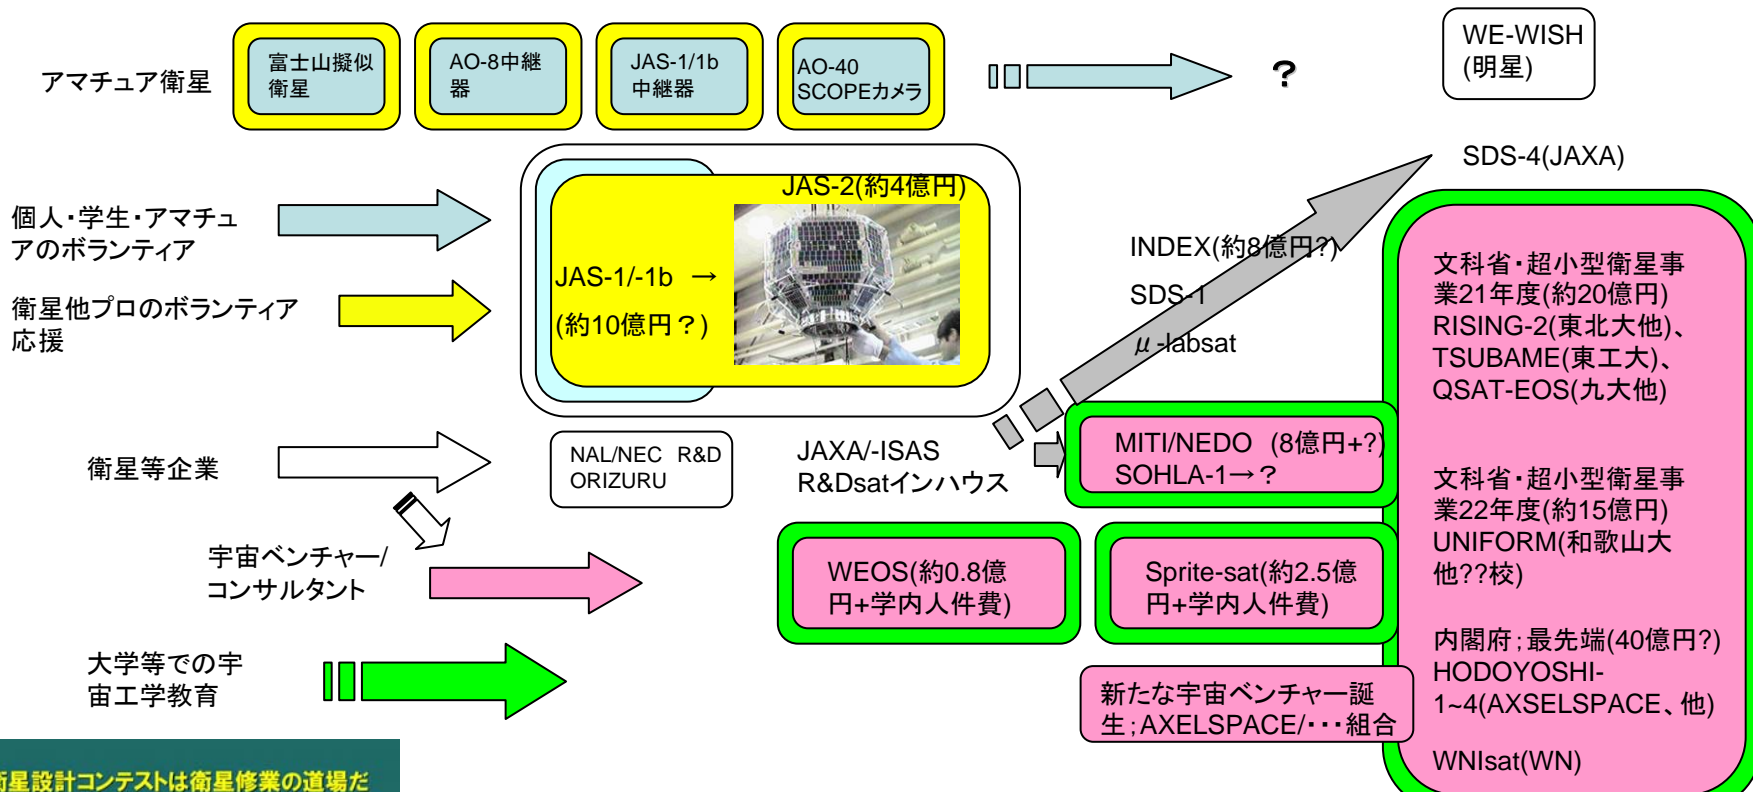 アマチュア衛星
富士山擬似
衛星
AO-8中継
器
JAS-1/1b
中継器
AO-40
SCOPEカメラ
?
WE-WISH
(明星)
個人・学生・アマチュ
アのボランティア
衛星他プロのボランティア
応援
JAS-2(約4億円)
JAS-1/-1b →
(約10億円？)
SDS-4(JAXA)
INDEX(約8億円?)
SDS-1
μ-labsat
文科省・超小型衛星事
業21年度(約20億円)
RISING-2(東北大他)、
TSUBAME(東工大)、
QSAT-EOS(九大他)
文科省・超小型衛星事
業22年度(約15億円)
UNIFORM(和歌山大
他??校)
内閣府；最先端(40億円?)
HODOYOSHI-
1~4(AXSELSPACE、他)
WNIsat(WN)
衛星等企業
NAL/NEC R&D
ORIZURU
JAXA/-ISAS
R&Dsatインハウス
MITI/NEDO (8億円+?)
SOHLA-1→？
宇宙ベンチャー/
コンサルタント
WEOS(約0.8億
円+学内人件費)
Sprite-sat(約2.5億
円+学内人件費)
大学等での宇
宙工学教育
新たな宇宙ベンチャー誕
生；AXELSPACE/・・・組合
衛星設計コンテストは衛星修業の道場だ